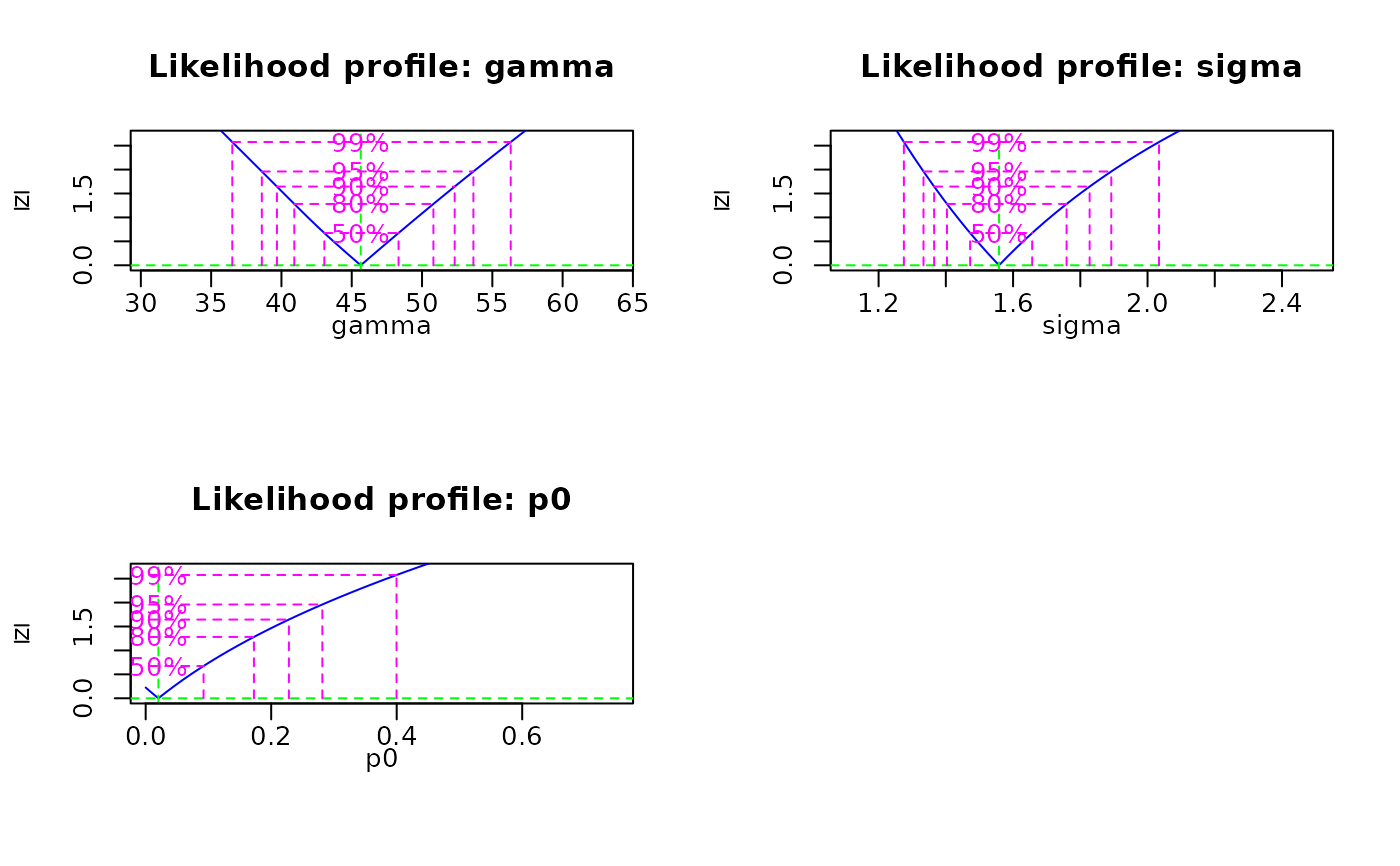 Likelihood profile: gamma
|z|
0.0 1.5
99%
95%
90%
80%
50%
30 35 40 45 50 55 60 65
gamma
Likelihood profile: sigma
|z|
0.0 1.5
99%
95%
90%
80%
50%
1.2 1.6 2.0 2.4
sigma
Likelihood profile: p0
|z|
0.0 1.5
99%
95%
90%
80%
50%
0.0 0.2 0.4 0.6
p0